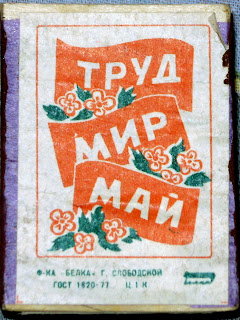 ТРУД
МИР
МАЙ
Ф-КА "БЕЛКА" Г. СЛОБОДСКОЙ
ГОСТ 1820-77. Ц 1 К